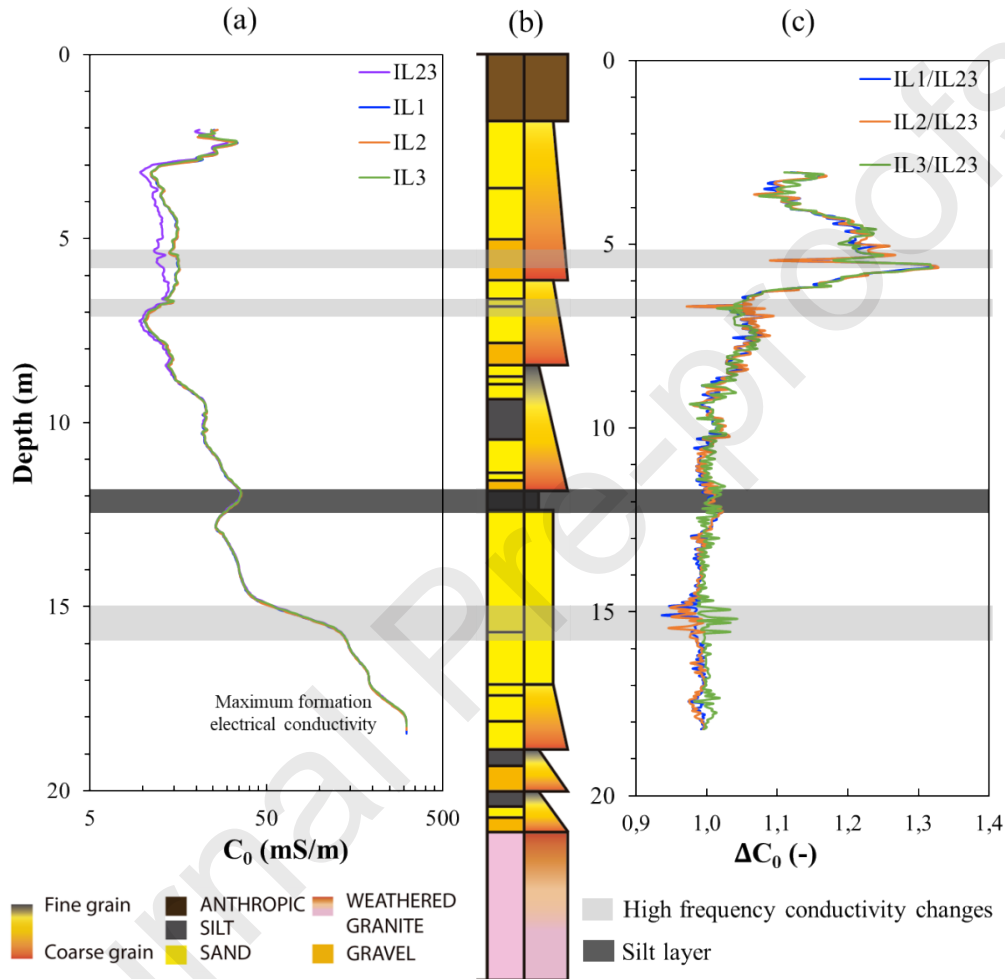 (a)
(b)
(c)
0
5
10
15
20
Depth (m)
IL23
IL1
IL2
IL3
Maximum formation
electrical conductivity
5
50
500
C₀ (mS/m)
0
5
10
15
20
IL1/IL23
IL2/IL23
IL3/IL23
0,9
1,0
1,1
1,2
1,3
1,4
ΔC₀ (-)
Fine grain
Coarse grain
ANTHROPIC
SILT
SAND
WEATHERED
GRANITE
GRAVEL
High frequency conductivity changes
Silt layer
rnal Pre-proofs